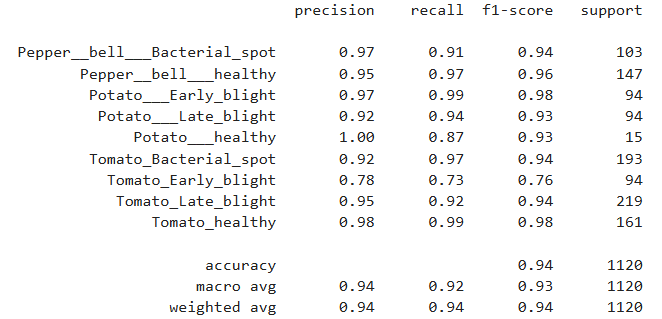 precision recall f1-score support
Pepper__bell___Bacterial_spot 0.97 0.91 0.94 103
Pepper__bell___healthy 0.95 0.97 0.96 147
Potato___Early_blight 0.97 0.99 0.98 94
Potato___Late_blight 0.92 0.94 0.93 94
Potato___healthy 1.00 0.87 0.93 15
Tomato_Bacterial_spot 0.92 0.97 0.94 193
Tomato_Early_blight 0.78 0.73 0.76 94
Tomato_Late_blight 0.95 0.92 0.94 219
Tomato_healthy 0.98 0.99 0.98 161
accuracy 0.94 1120
macro avg 0.94 0.92 0.93 1120
weighted avg 0.94 0.94 0.94 1120